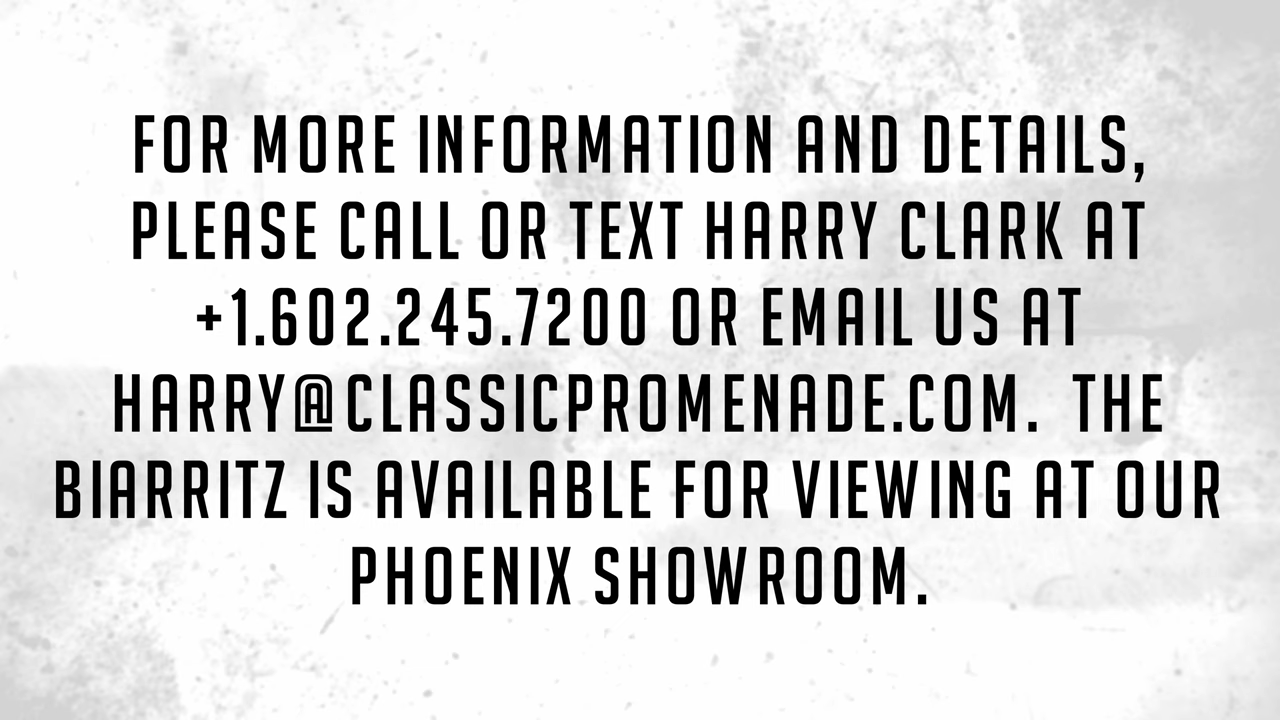 FOR MORE INFORMATION AND DETAILS,
PLEASE CALL OR TEXT HARRY CLARK AT
+1.602.245.7200 OR EMAIL US AT
HARRY@CLASSICPROMENADE.COM.  THE
BIARRITZ IS AVAILABLE FOR VIEWING AT OUR
PHOENIX SHOWROOM.